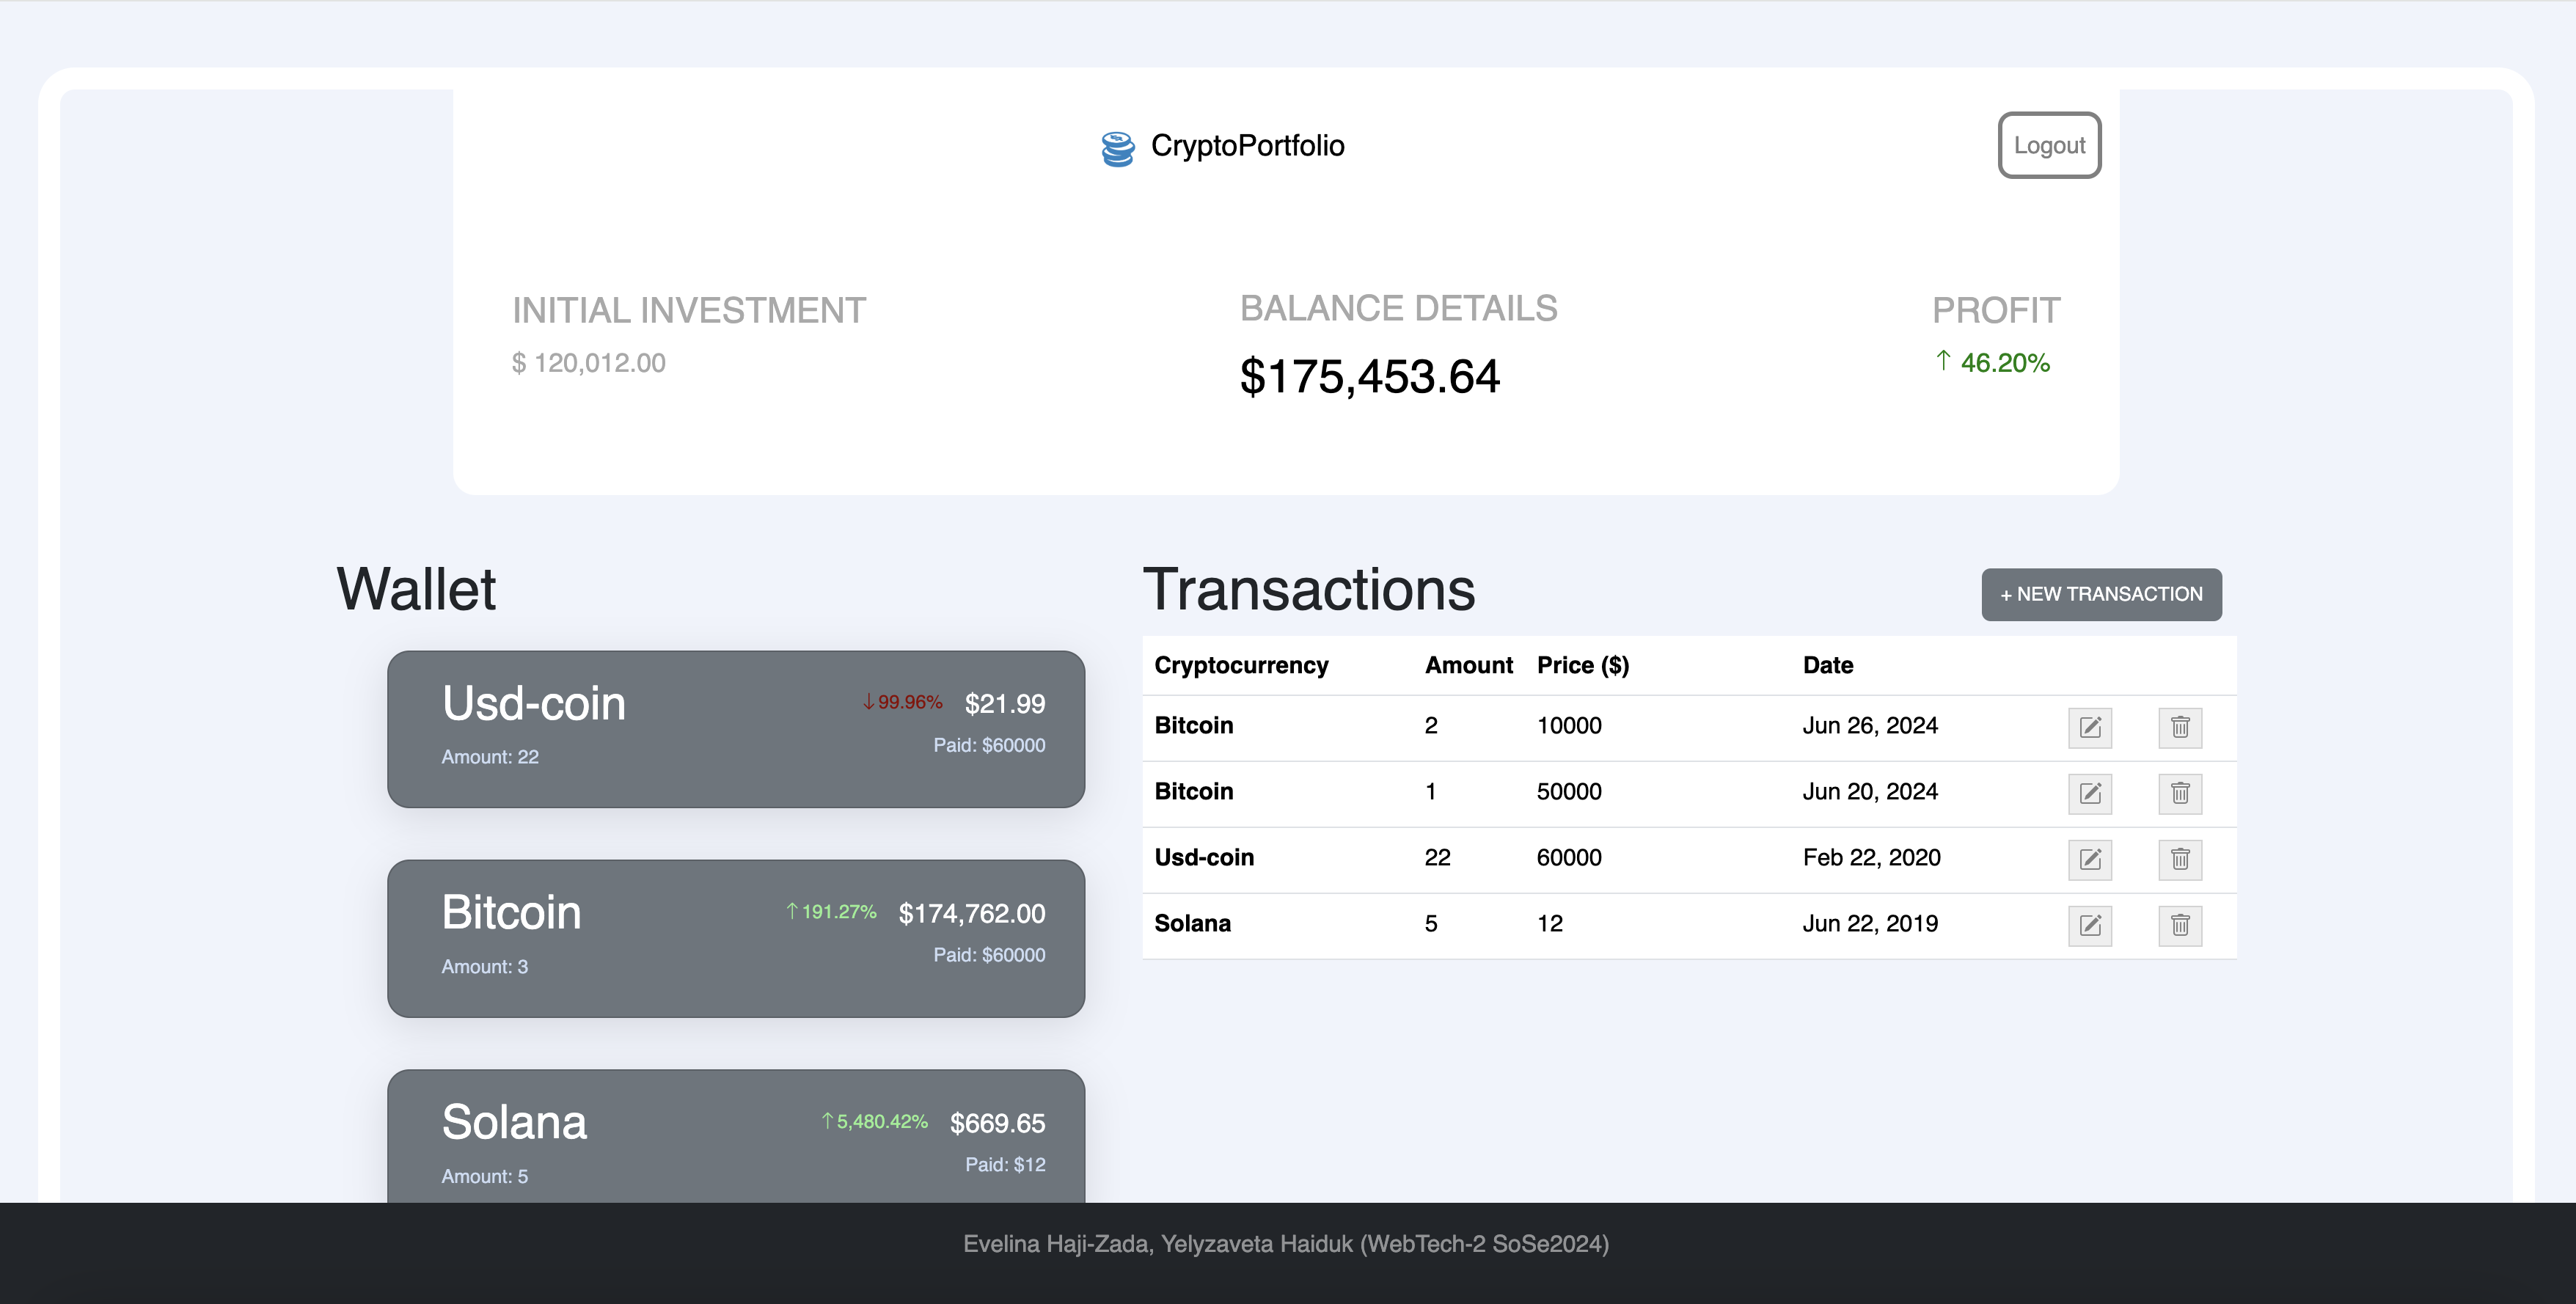 CryptoPortfolio
Logout
INITIAL INVESTMENT
$ 120,012.00
BALANCE DETAILS
$175,453.64
PROFIT
↑ 46.20%
Wallet
Usd-coin ↓99.96% $21.99
Amount: 22 Paid: $60000
Bitcoin ↑191.27% $174,762.00
Amount: 3 Paid: $60000
Solana ↑5,480.42% $669.65
Amount: 5 Paid: $12
Transactions
+ NEW TRANSACTION
Cryptocurrency Amount Price ($) Date
Bitcoin 2 10000 Jun 26, 2024
Bitcoin 1 50000 Jun 20, 2024
Usd-coin 22 60000 Feb 22, 2020
Solana 5 12 Jun 22, 2019
Evelina Haji-Zada, Yelyzaveta Haiduk (WebTech-2 SoSe2024)